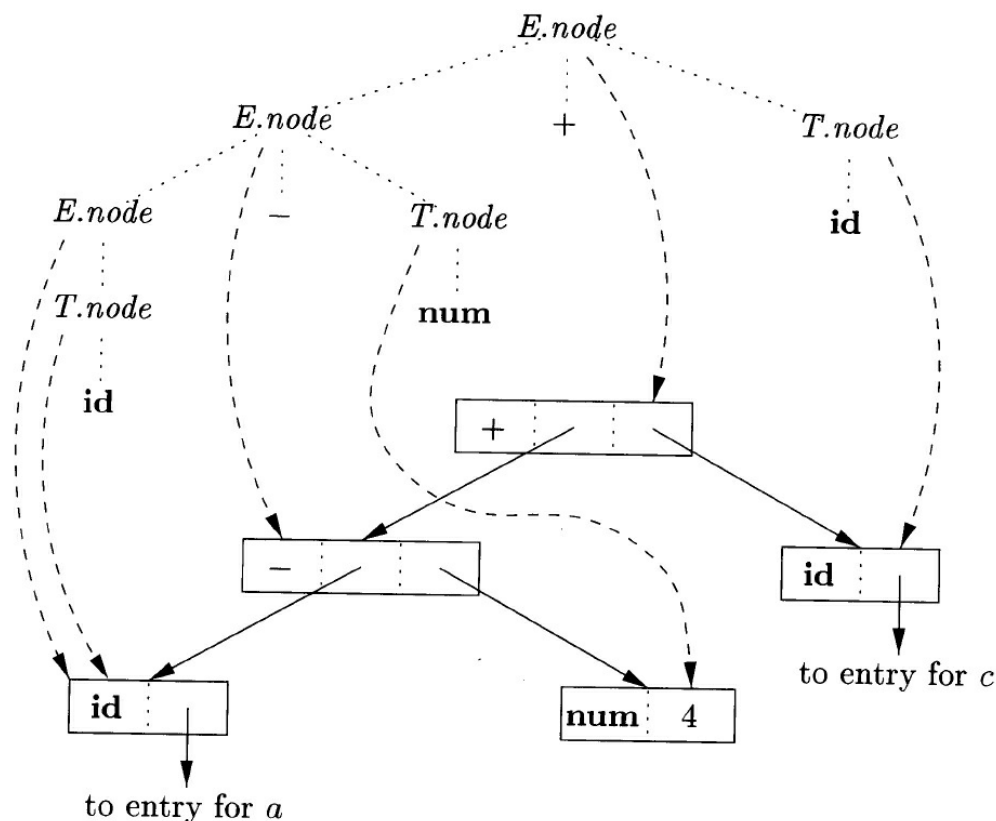 E.node
E.node + T.node
E.node − T.node id
T.node num
id
+
− id
to entry for c
id num 4
to entry for a